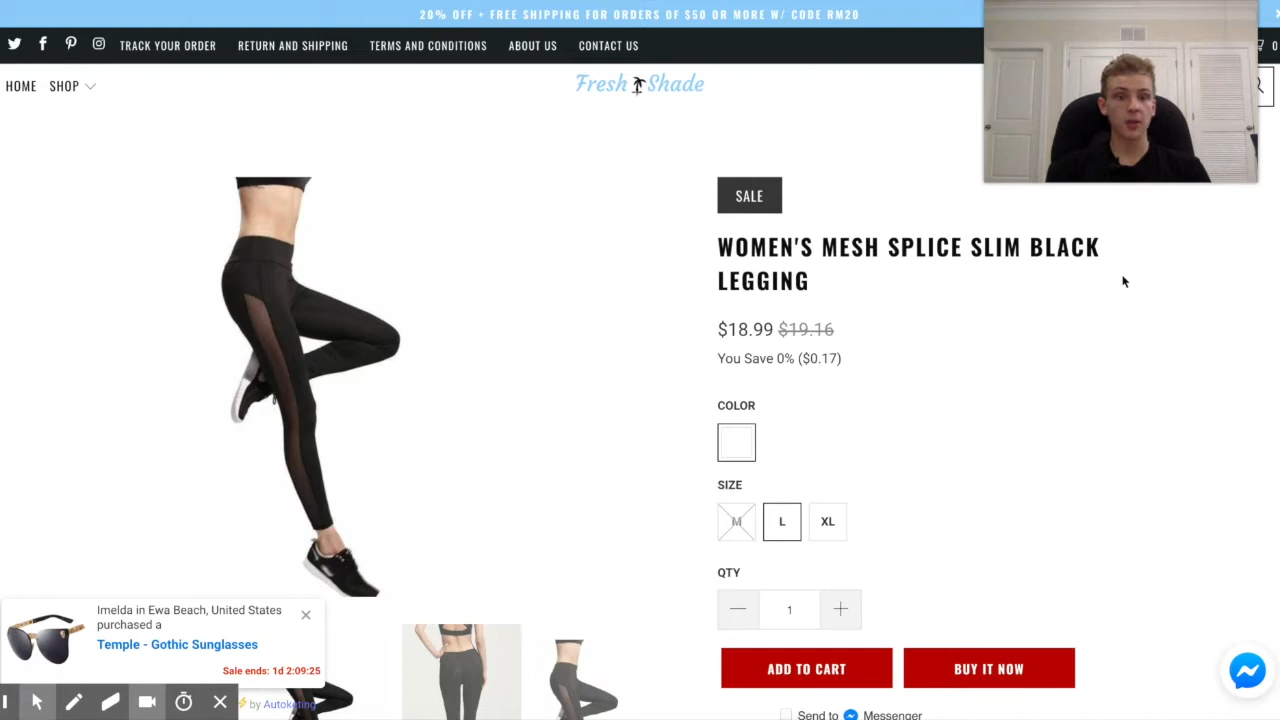 20% OFF + FREE SHIPPING FOR ORDERS OF $50 OR MORE W/ CODE RM20
TRACK YOUR ORDER RETURN AND SHIPPING TERMS AND CONDITIONS ABOUT US CONTACT US
0
HOME SHOP
Fresh Shade
SALE
WOMEN'S MESH SPLICE SLIM BLACK
LEGGING
$18.99 $19.16
You Save 0% ($0.17)
COLOR
SIZE
M L XL
QTY
1
ADD TO CART BUY IT NOW
Send to Messenger
Imelda in Ewa Beach, United States
purchased a
Temple - Gothic Sunglasses
Sale ends: 1d 2:09:25
by Autoketing